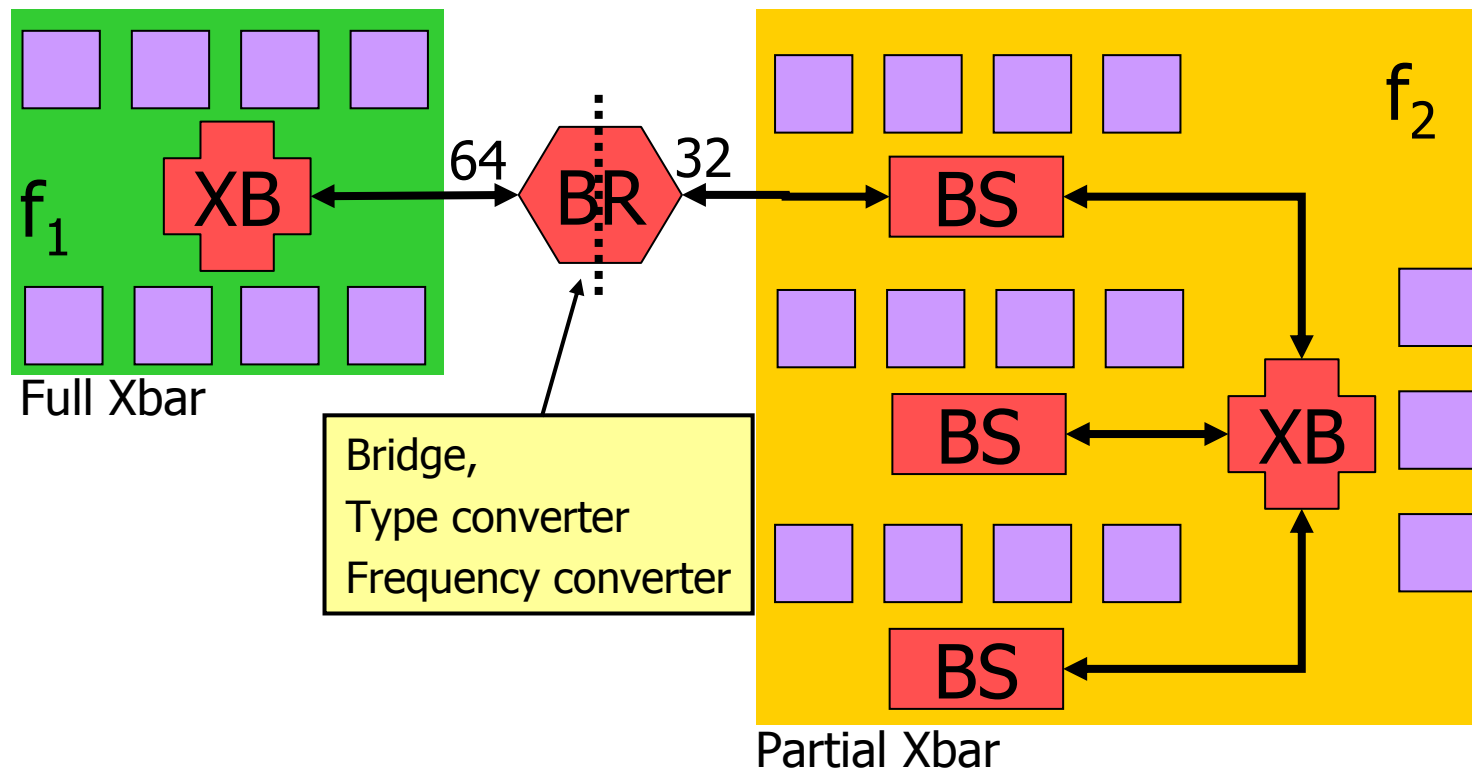 f1
XB
64
BR
32
BS
f2
Full Xbar
Bridge,
Type converter
Frequency converter
BS
XB
BS
Partial Xbar